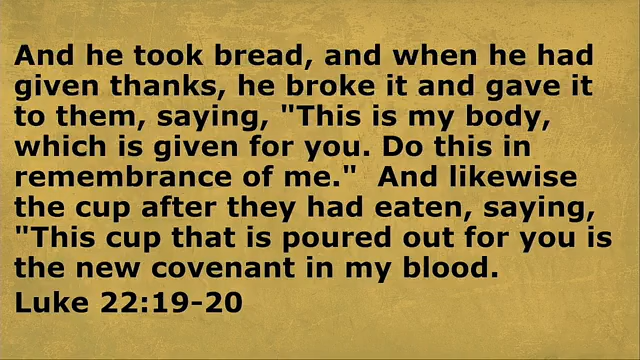 And he took bread, and when he had
given thanks, he broke it and gave it
to them, saying, "This is my body,
which is given for you. Do this in
remembrance of me."  And likewise
the cup after they had eaten, saying,
"This cup that is poured out for you is
the new covenant in my blood.
Luke 22:19-20